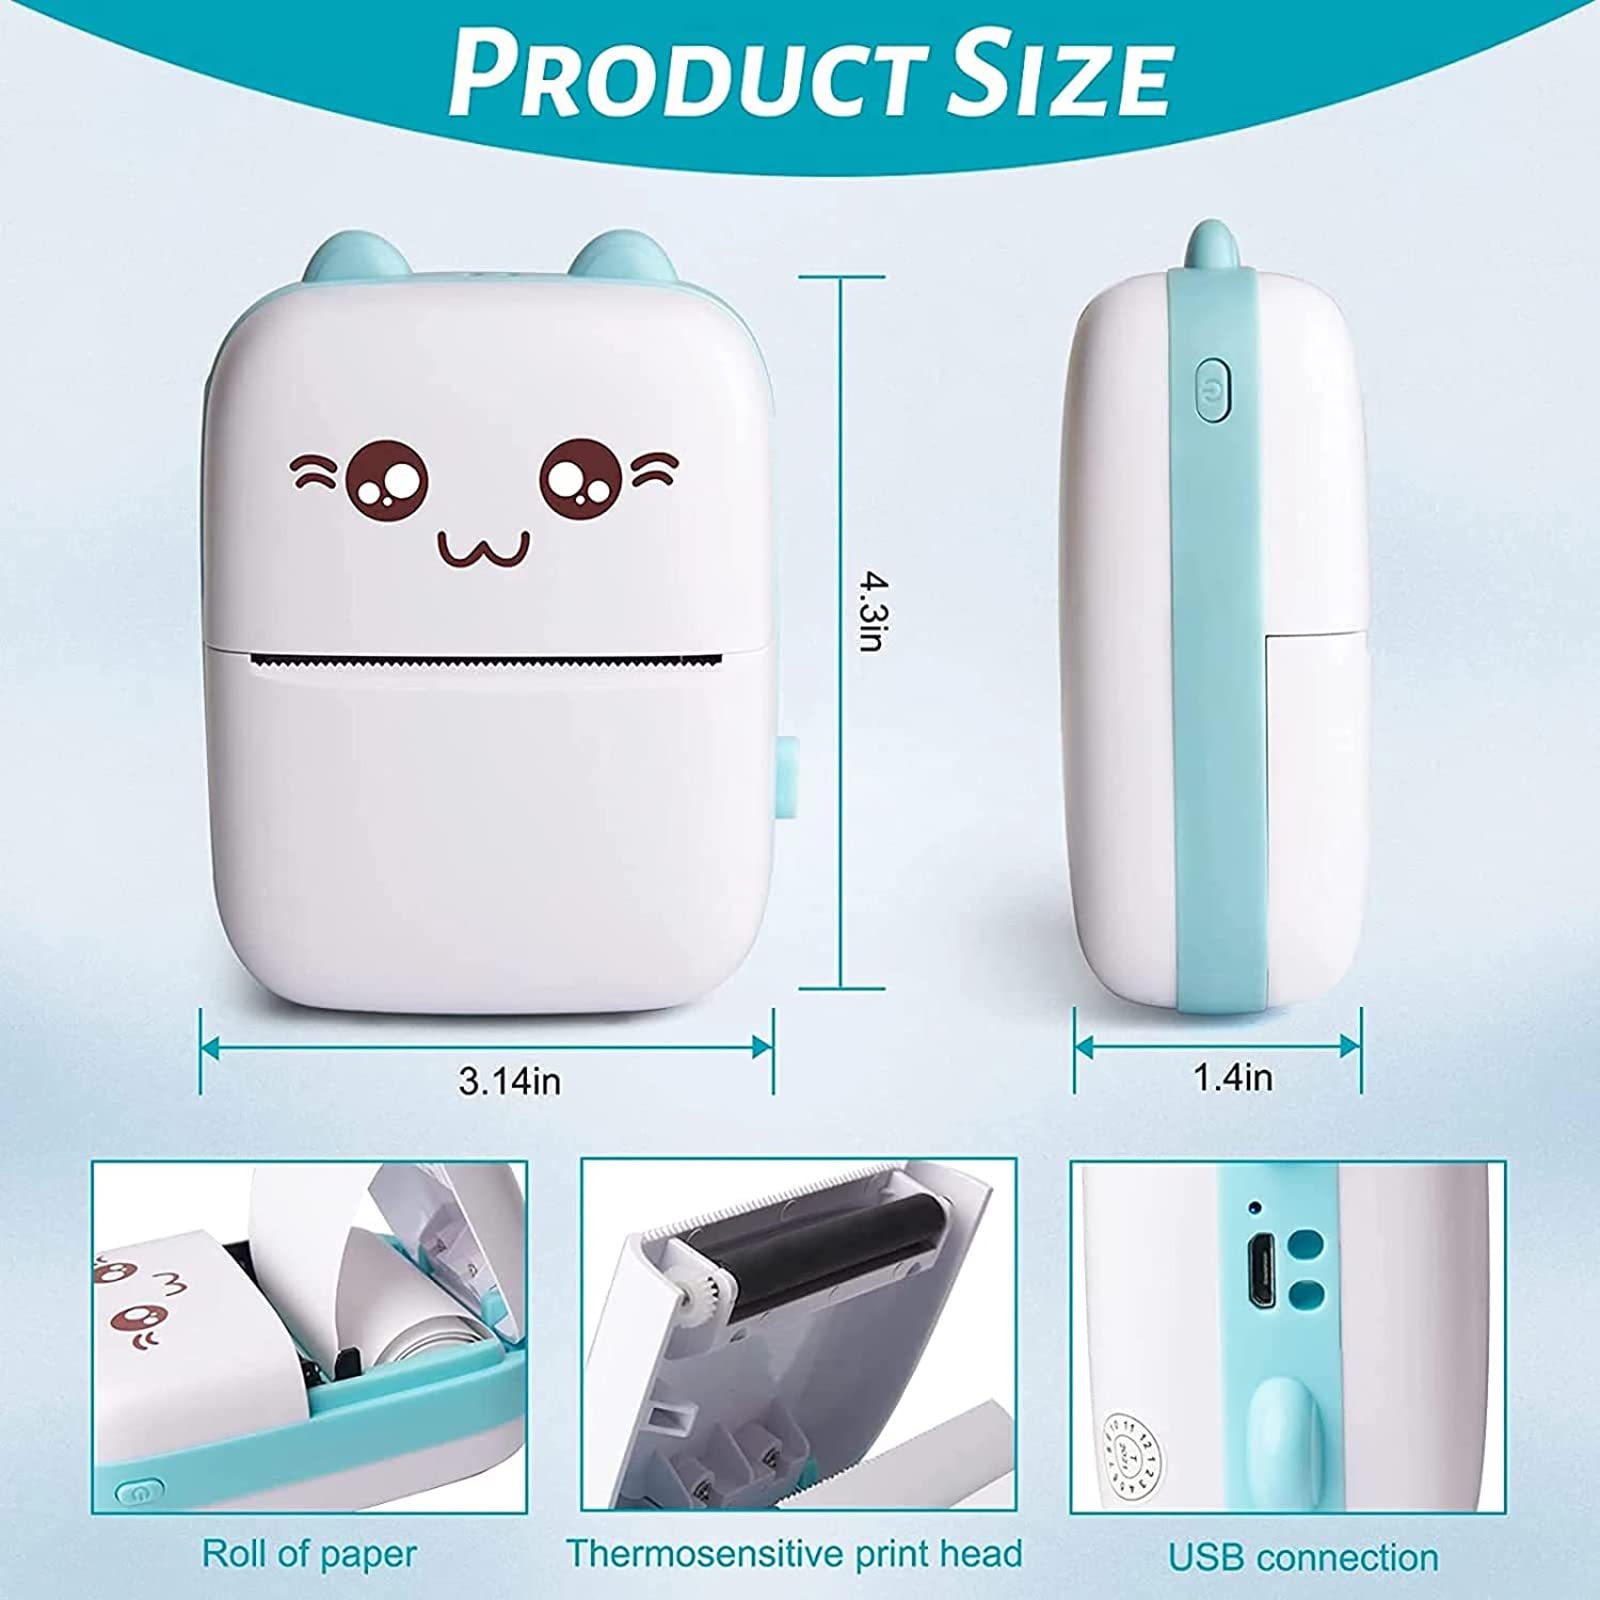 PRODUCT SIZE
4.3in
3.14in
1.4in
Roll of paper
Thermosensitive print head
USB connection